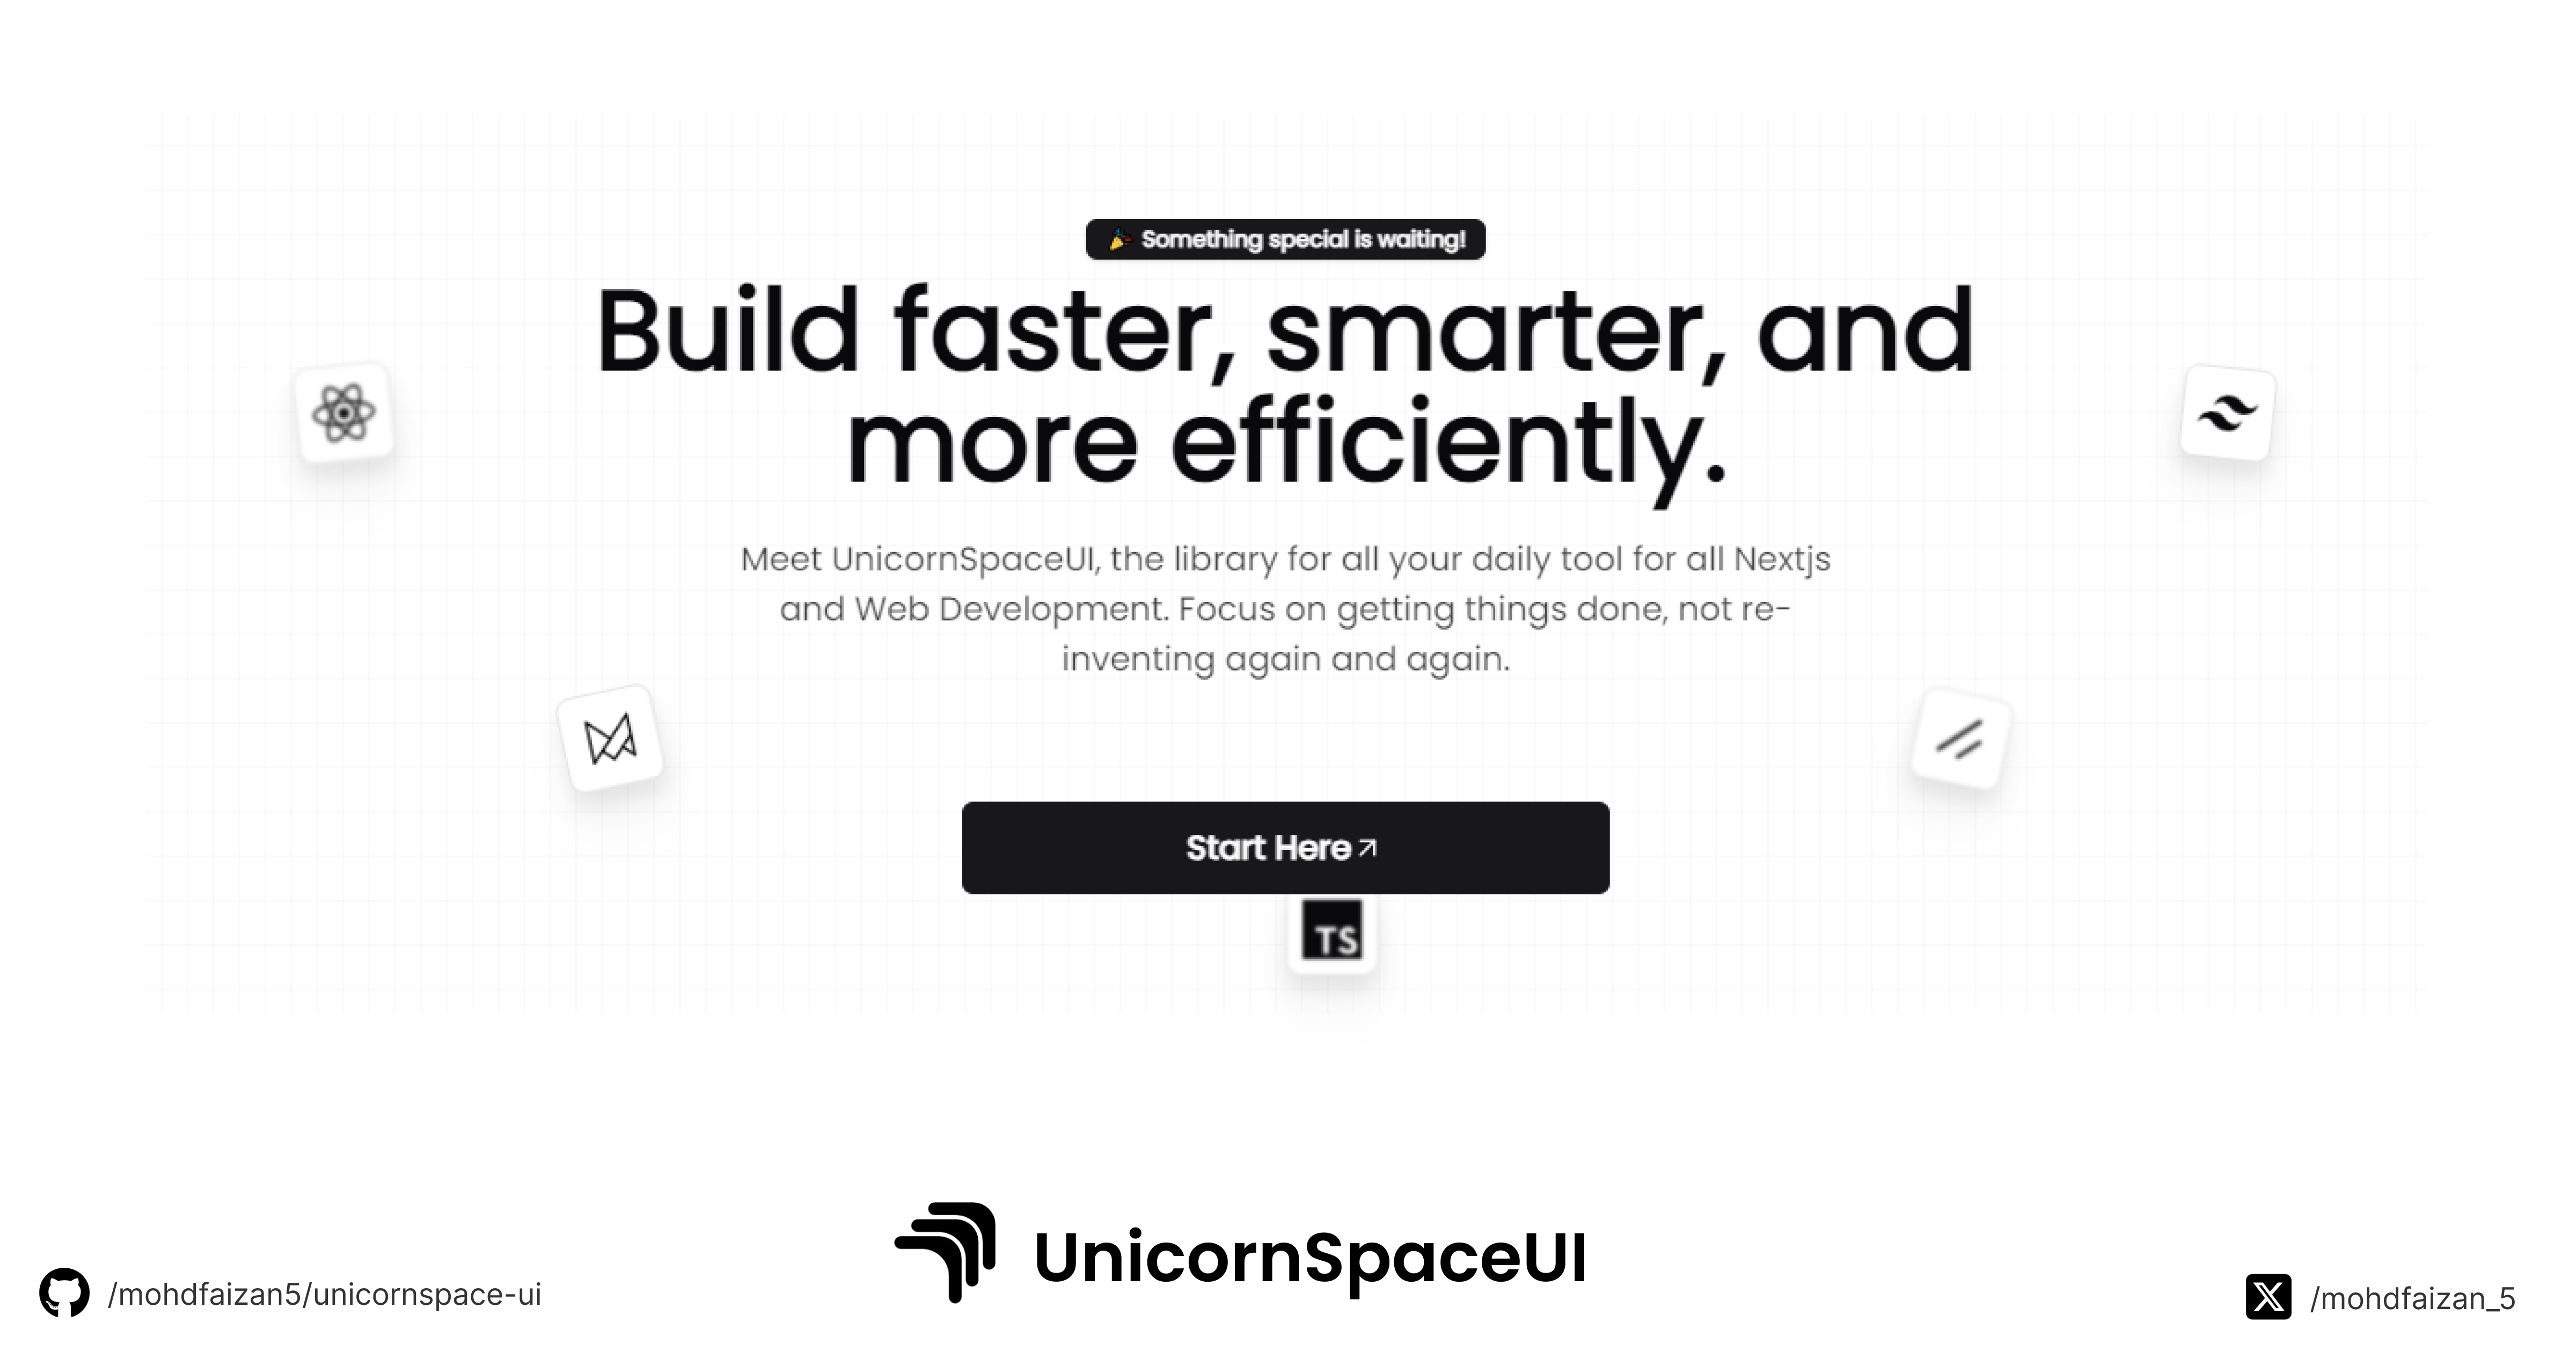 🎉 Something special is waiting!
Build faster, smarter, and
more efficiently.
Meet UnicornSpaceUI, the library for all your daily tool for all Nextjs
and Web Development. Focus on getting things done, not re-
inventing again and again.
Start Here
TS
/mohdfaizan5/unicornspace-ui
UnicornSpaceUI
/mohdfaizan_5